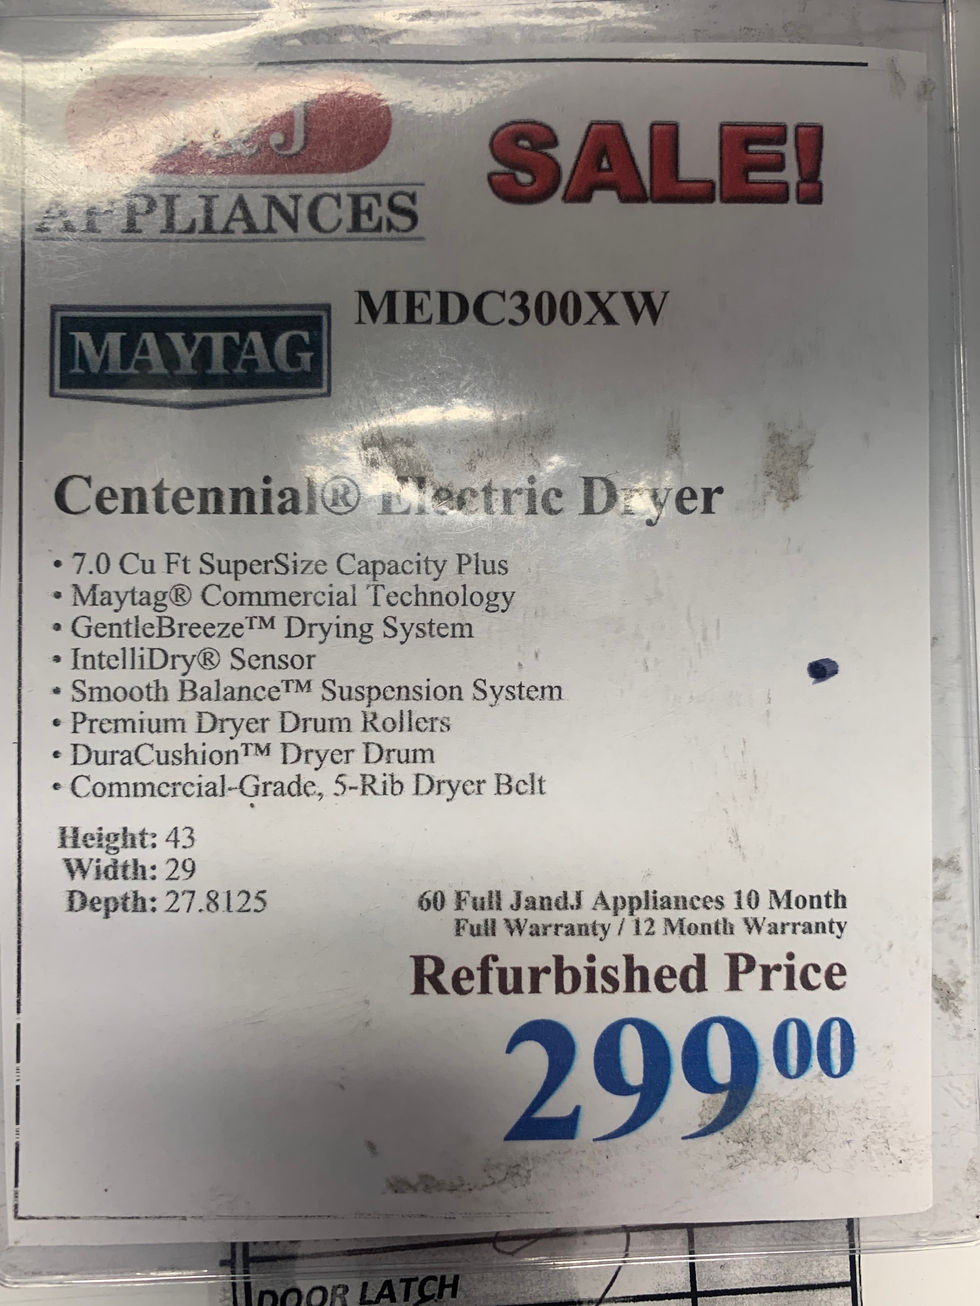 J&J
APPLIANCES
SALE!
MAYTAG
MEDC300XW
Centennial® Electric Dryer
• 7.0 Cu Ft SuperSize Capacity Plus
• Maytag® Commercial Technology
• GentleBreeze™ Drying System
• IntelliDry® Sensor
• Smooth Balance™ Suspension System
• Premium Dryer Drum Rollers
• DuraCushion™ Dryer Drum
• Commercial-Grade, 5-Rib Dryer Belt
Height: 43
Width: 29
Depth: 27.8125
60 Full JandJ Appliances 10 Month
Full Warranty / 12 Month Warranty
Refurbished Price
299 00
DOOR LATCH